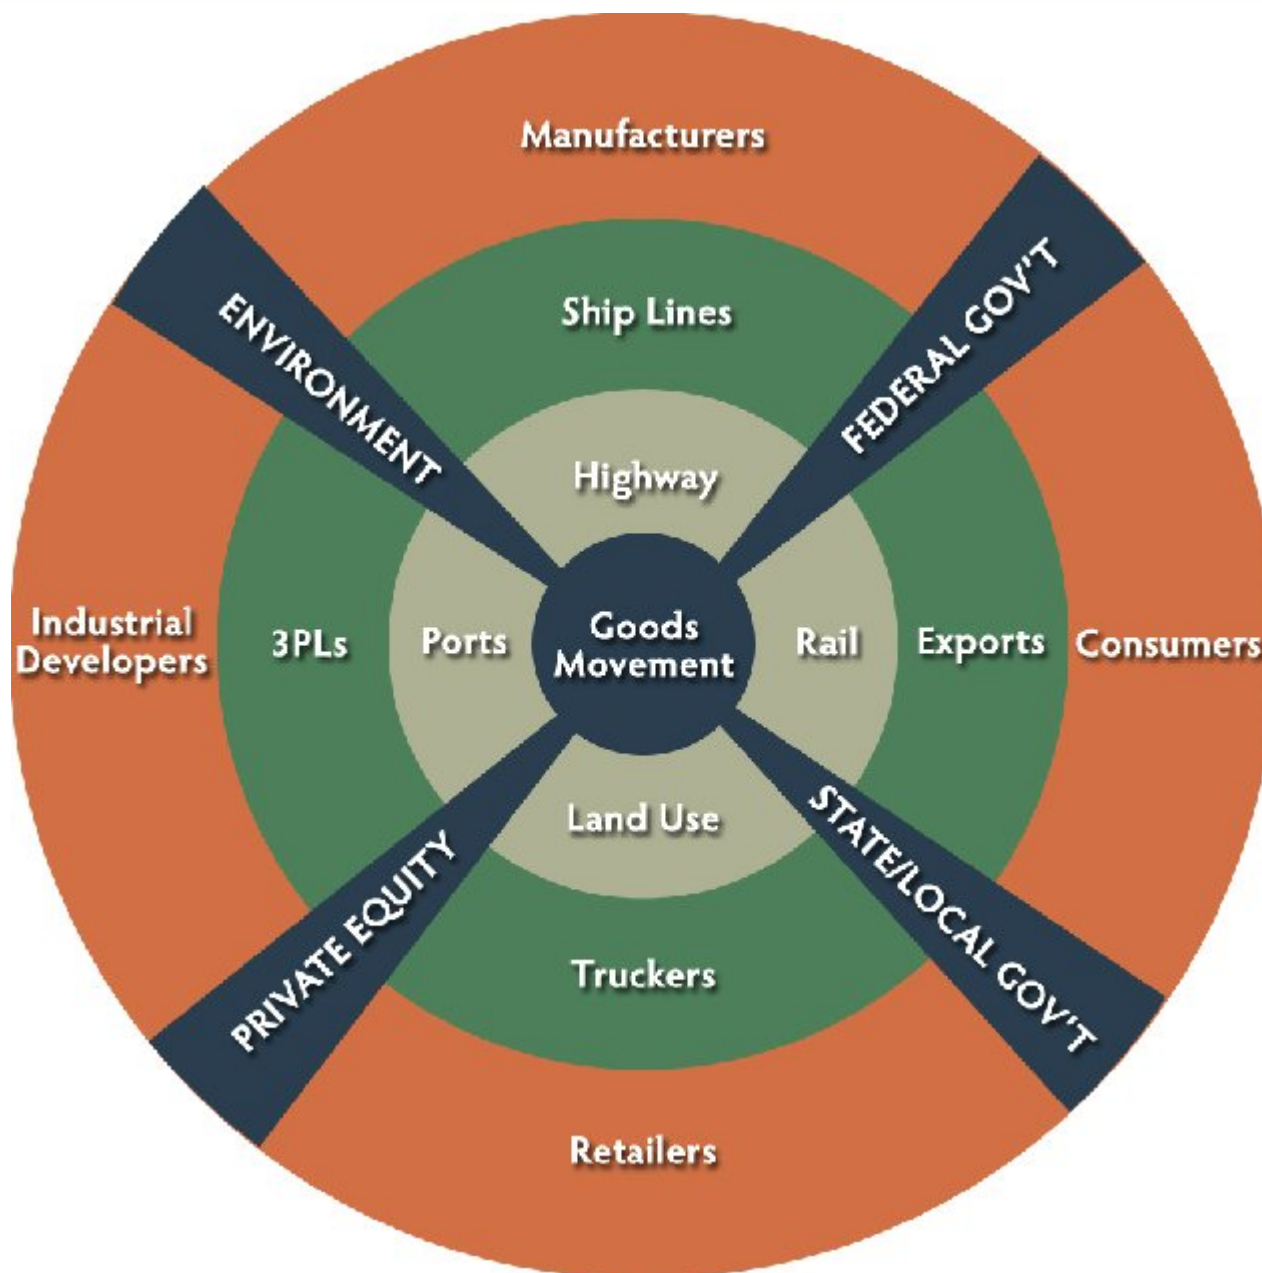 Manufacturers
ENVIRONMENT
FEDERAL GOV'T
Ship Lines
Highway
Industrial
Developers
3PLs
Ports
Goods
Movement
Rail
Exports
Consumers
Land Use
PRIVATE EQUITY
STATE/LOCAL GOV'T
Truckers
Retailers